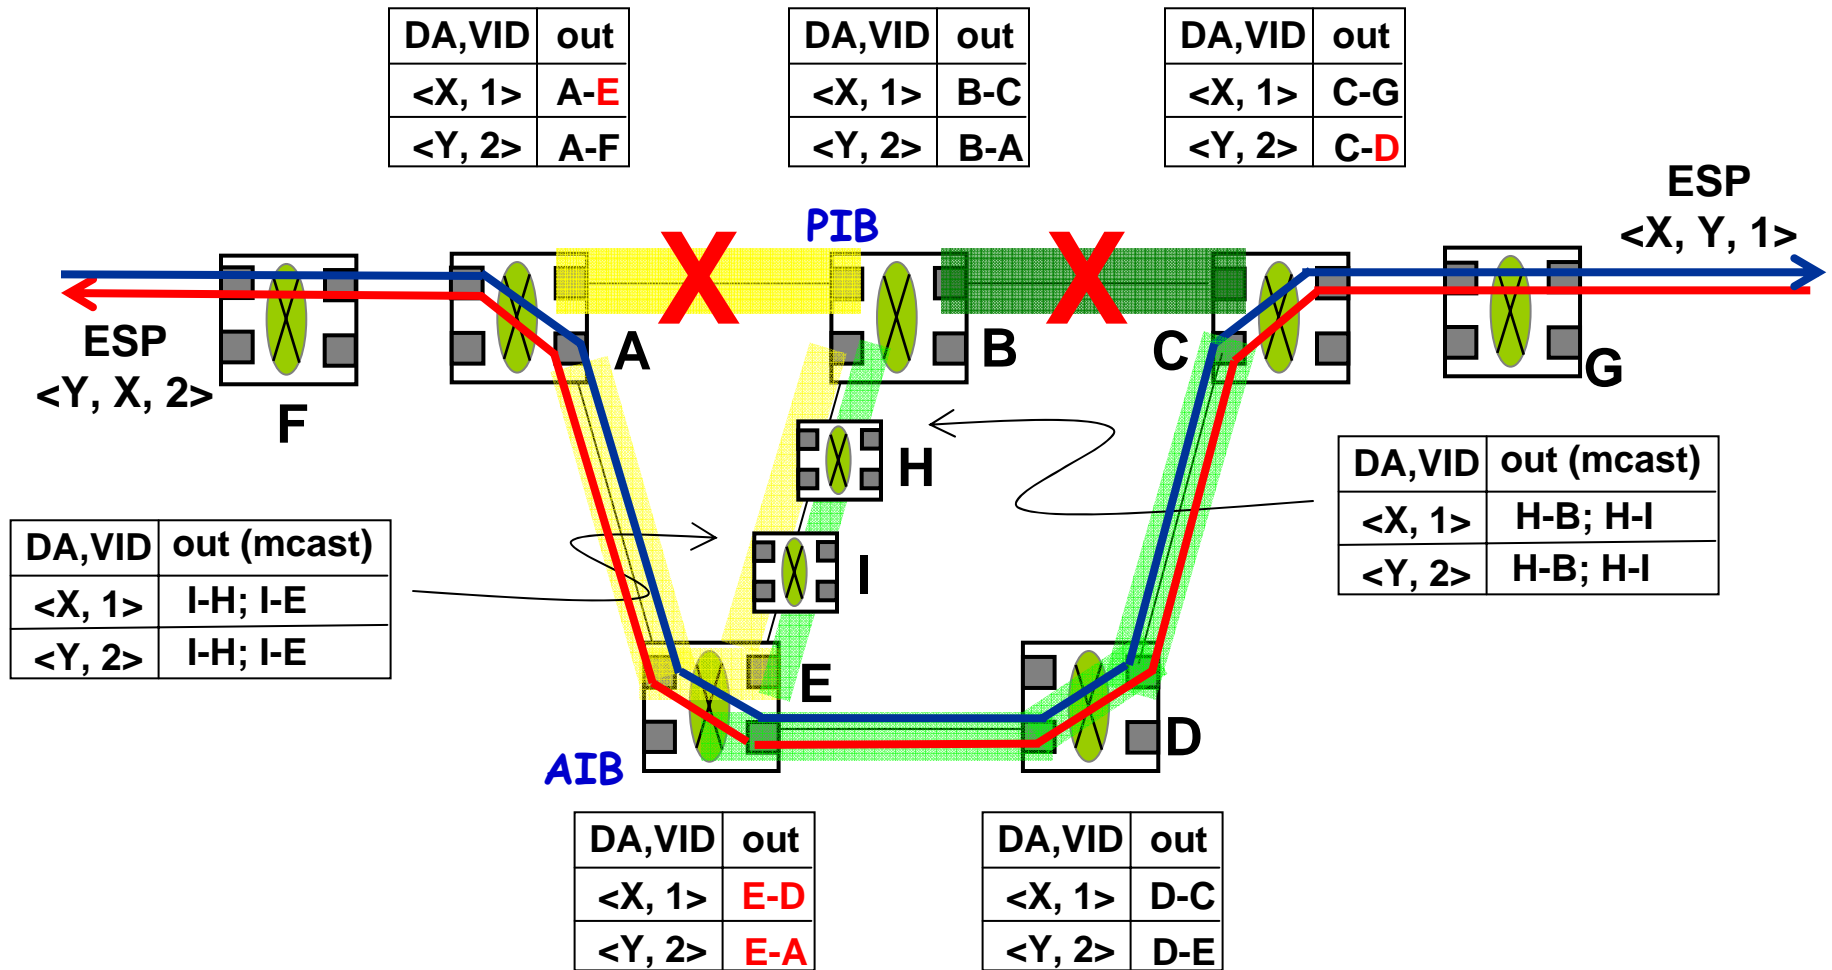 DA,VID out
<X, 1> A-E
<Y, 2> A-F
DA,VID out
<X, 1> B-C
<Y, 2> B-A
DA,VID out
<X, 1> C-G
<Y, 2> C-D
ESP
<X, Y, 1>
PIB
X
X
ESP
<Y, X, 2>
F
A
B
C
G
H
I
DA,VID out (mcast)
<X, 1> H-B; H-I
<Y, 2> H-B; H-I
DA,VID out (mcast)
<X, 1> I-H; I-E
<Y, 2> I-H; I-E
E
D
AIB
DA,VID out
<X, 1> E-D
<Y, 2> E-A
DA,VID out
<X, 1> D-C
<Y, 2> D-E